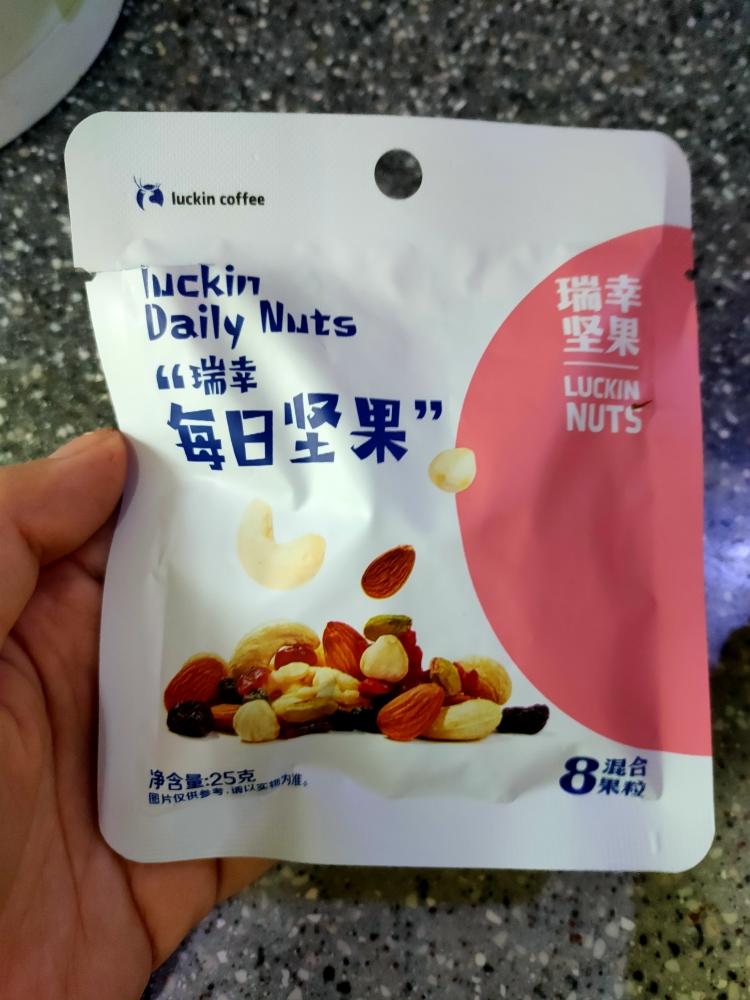 luckin coffee
luckin
Daily Nuts
“瑞幸
每日坚果”
瑞幸
坚果
LUCKIN
NUTS
净含量:25克
图片仅供参考,请以实物为准。
8混合
果粒